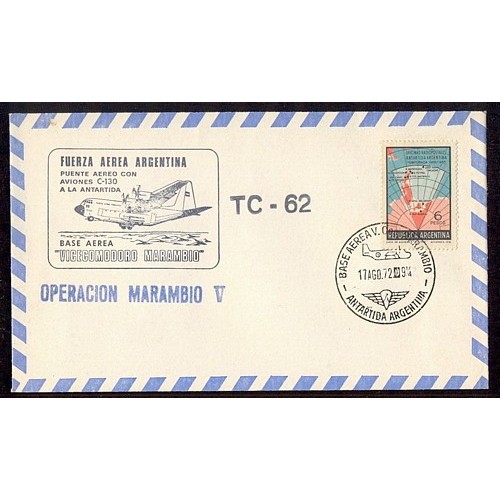 FUERZA AEREA ARGENTINA
PUENTE AEREO CON
AVIONES C-130
A LA ANTARTIDA
BASE AEREA
"VICECOMODORO MARAMBIO"
TC - 62
OPERACION MARAMBIO V
6
PESOS
REPUBLICA ARGENTINA
BASE AEREA V. MARAMBIO
17 AGO. 72
ANTARTIDA ARGENTINA